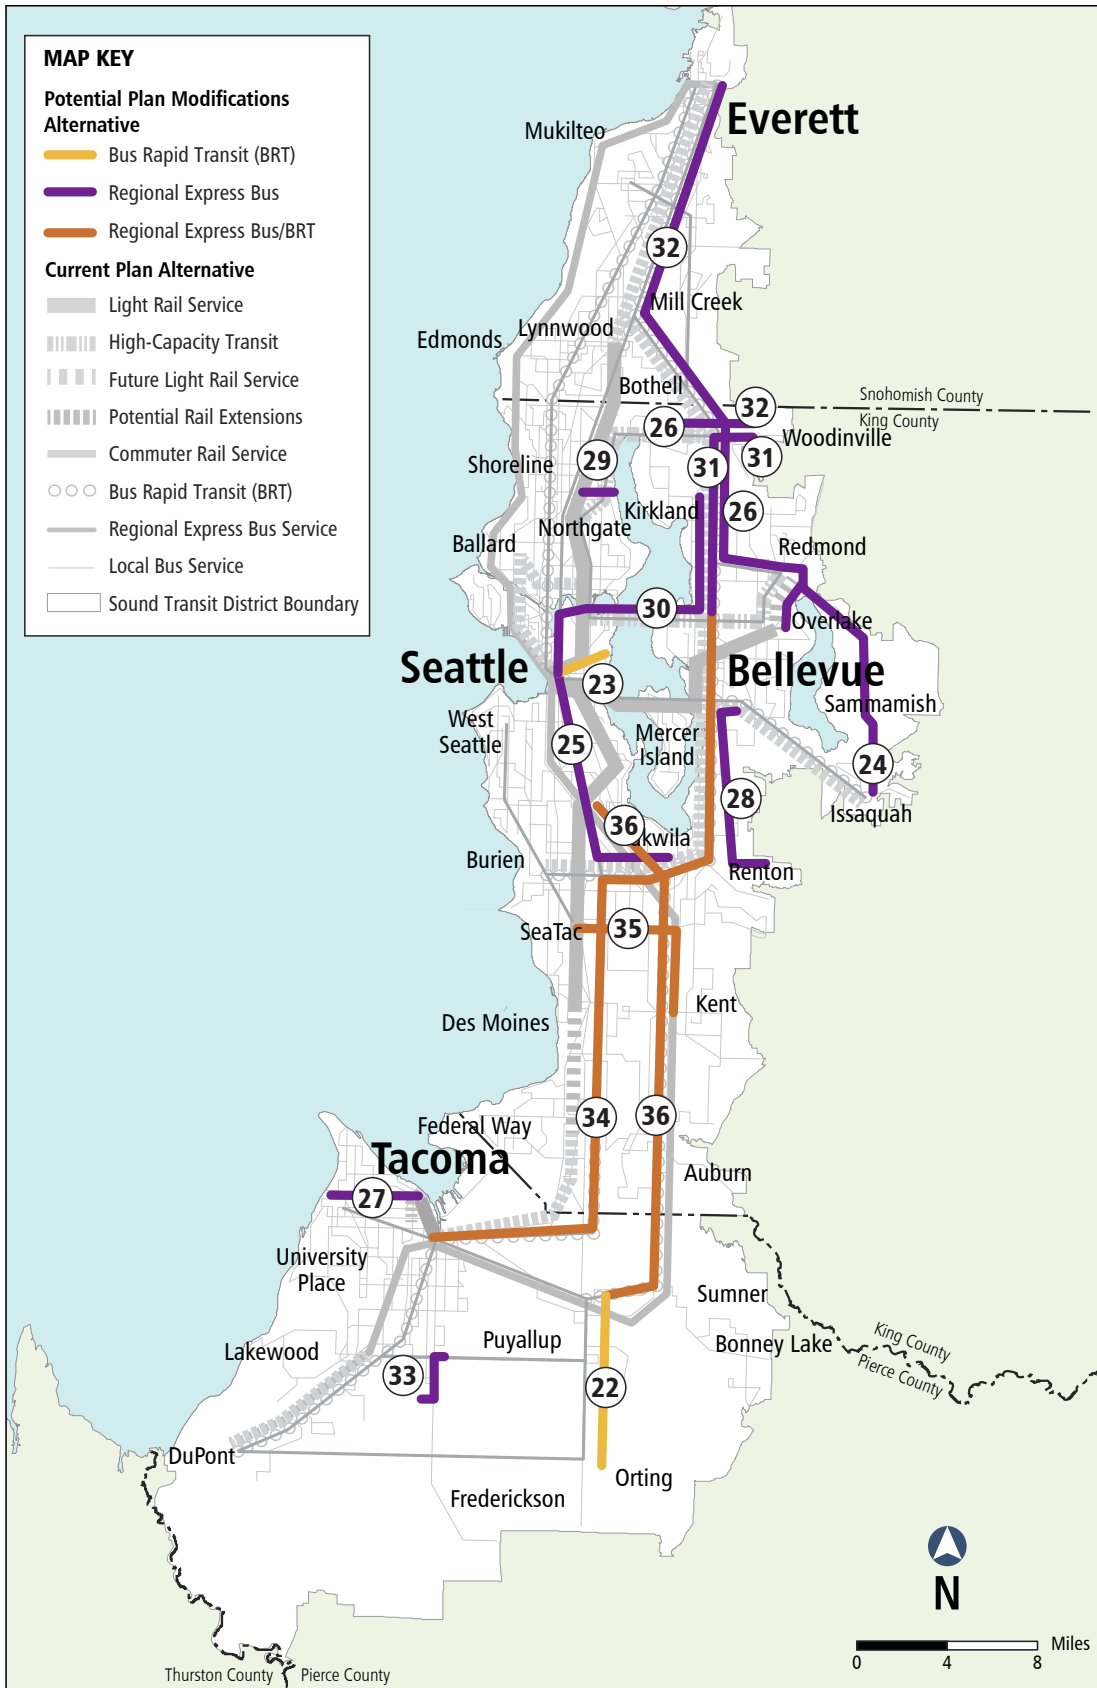 MAP KEY
Potential Plan Modifications
Alternative
Bus Rapid Transit (BRT)
Regional Express Bus
Regional Express Bus/BRT
Current Plan Alternative
Light Rail Service
High-Capacity Transit
Future Light Rail Service
Potential Rail Extensions
Commuter Rail Service
Bus Rapid Transit (BRT)
Regional Express Bus Service
Local Bus Service
Sound Transit District Boundary
Everett
Mukilteo
32
Mill Creek
Lynnwood
Edmonds
Bothell
Snohomish County
King County
32
26
Woodinville
31
31
29
Shoreline
Kirkland
26
Northgate
Ballard
Redmond
30
Overlake
Seattle
Bellevue
23
Sammamish
West
Seattle
25
Mercer
Island
24
28
Issaquah
36
kwila
Burien
Renton
SeaTac
35
Kent
Des Moines
34
36
Federal Way
Tacoma
Auburn
27
University
Place
Sumner
Bonney Lake
King County
Pierce County
Puyallup
Lakewood
33
22
DuPont
Orting
Frederickson
N
Miles
0 4 8
Thurston County
Pierce County